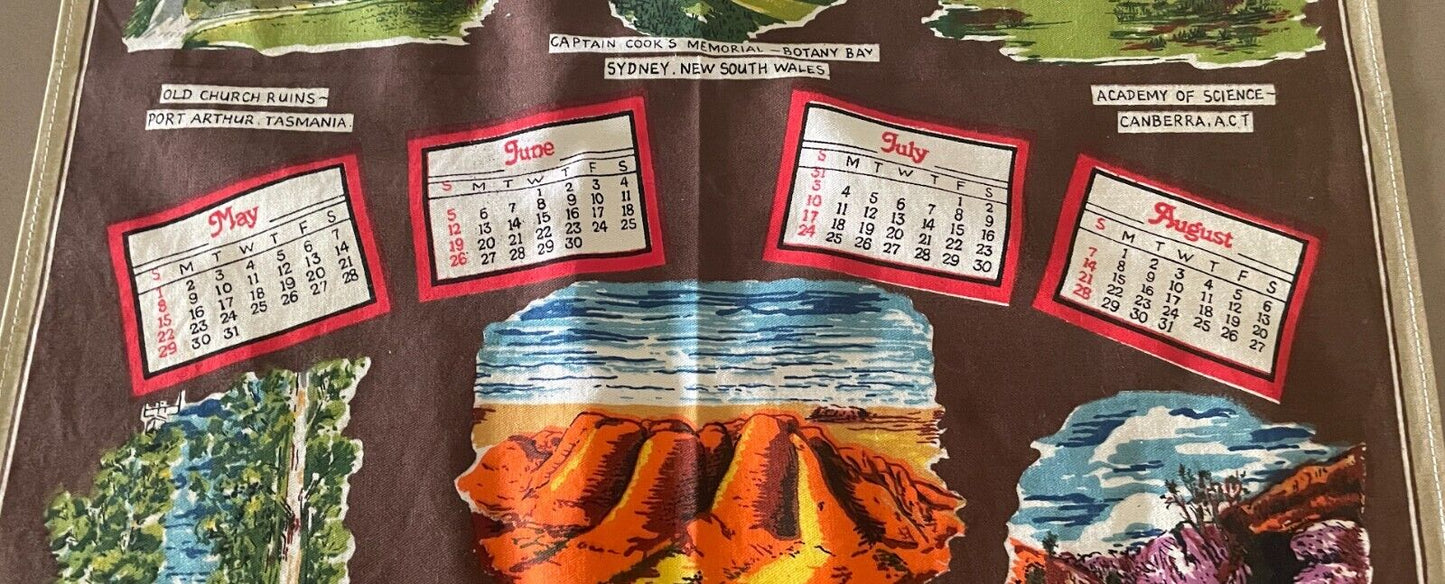 CAPTAIN COOK'S MEMORIAL - BOTANY BAY
SYDNEY. NEW SOUTH WALES
OLD CHURCH RUINS-
PORT ARTHUR. TASMANIA.
ACADEMY OF SCIENCE-
CANBERRA. A.C.T
May
S M T W T F S
1 2 3 4 5 6 7
8 9 10 11 12 13 14
15 16 17 18 19 20 21
22 23 24 25 26 27 28
29 30 31
June
S M T W T F S
1 2 3 4
5 6 7 8 9 10 11
12 13 14 15 16 17 18
19 20 21 22 23 24 25
26 27 28 29 30
July
S M T W T F S
31 1 2
3 4 5 6 7 8 9
10 11 12 13 14 15 16
17 18 19 20 21 22 23
24 25 26 27 28 29 30
August
S M T W T F S
1 2 3 4 5 6
7 8 9 10 11 12 13
14 15 16 17 18 19 20
21 22 23 24 25 26 27
28 29 30 31